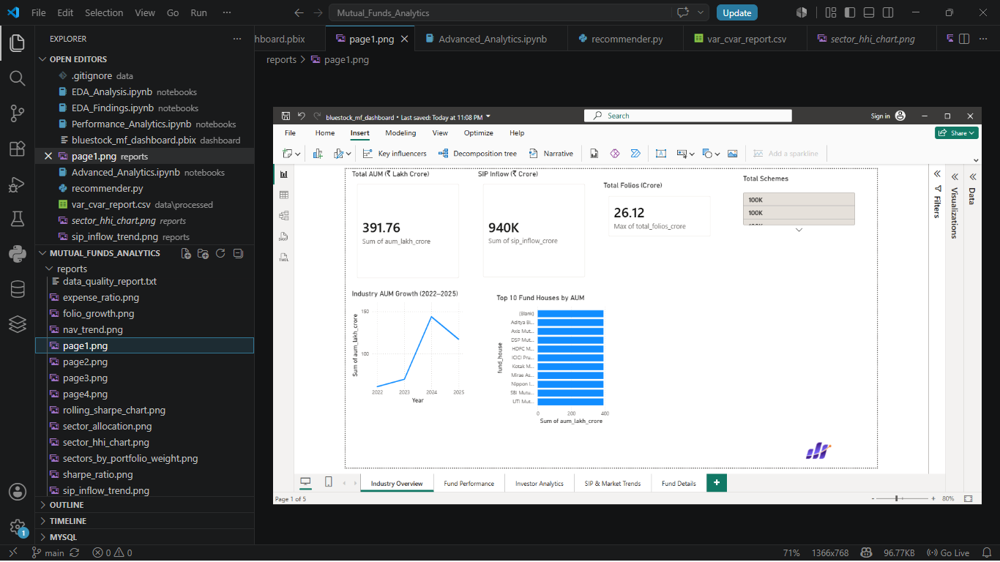 File Edit Selection View Go Run ···
Mutual_Funds_Analytics
Update
EXPLORER
OPEN EDITORS
.gitignore data
EDA_Analysis.ipynb notebooks
EDA_Findings.ipynb notebooks
Performance_Analytics.ipynb notebooks
bluestock_mf_dashboard.pbix dashboard
page1.png reports
Advanced_Analytics.ipynb notebooks
recommender.py
var_cvar_report.csv data\processed
sector_hhi_chart.png reports
sip_inflow_trend.png reports
MUTUAL_FUNDS_ANALYTICS
reports
data_quality_report.txt
expense_ratio.png
folio_growth.png
nav_trend.png
page1.png
page2.png
page3.png
page4.png
rolling_sharpe_chart.png
sector_allocation.png
sector_hhi_chart.png
sectors_by_portfolio_weight.png
sharpe_ratio.png
sip_inflow_trend.png
OUTLINE
TIMELINE
MYSQL
hboard.pbix page1.png Advanced_Analytics.ipynb recommender.py var_cvar_report.csv sector_hhi_chart.png
reports > page1.png
bluestock_mf_dashboard • Last saved: Today at 11:08 PM
Search
Sign in
File Home Insert Modeling View Optimize Help
Share
Key influencers Decomposition tree Narrative Add a sparkline
Total AUM (₹ Lakh Crore)
391.76
Sum of aum_lakh_crore
SIP Inflow (₹ Crore)
940K
Sum of sip_inflow_crore
Total Folios (Crore)
26.12
Max of total_folios_crore
Total Schemes
100K
100K
Filters
Visualizations
Data
Industry AUM Growth (2022–2025)
Sum of aum_lakh_crore
150
100
2022 2023 2024 2025
Year
Top 10 Fund Houses by AUM
fund_house
(Blank)
Aditya Bi...
Axis Mut...
DSP Mut...
HDFC M...
ICICI Pru...
Kotak M...
Mirae As...
Nippon I...
SBI Mutu...
UTI Mut...
0 200 400
Sum of aum_lakh_crore
Industry Overview Fund Performance Investor Analytics SIP & Market Trends Fund Details +
Page 1 of 5
- + 80%
1
main 0 0
71% 1366x768 96.77KB Go Live